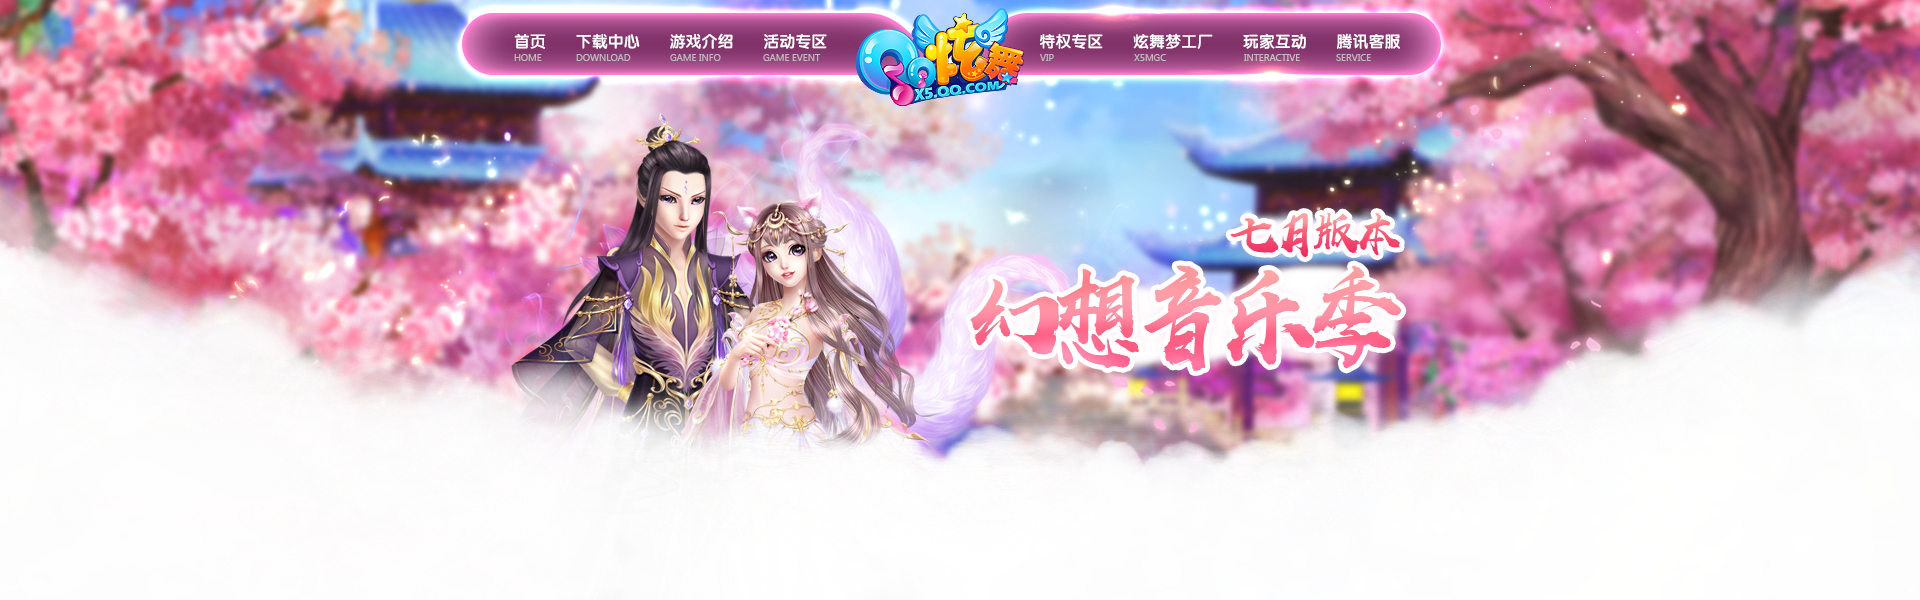 首页 下载中心 游戏介绍 活动专区 QQ炫舞 特权专区 炫舞梦工厂 玩家互动 腾讯客服
HOME DOWNLOAD GAME INFO GAME EVENT X5.QQ.COM VIP X5MGC INTERACTIVE SERVICE
七月版本
幻想音乐季